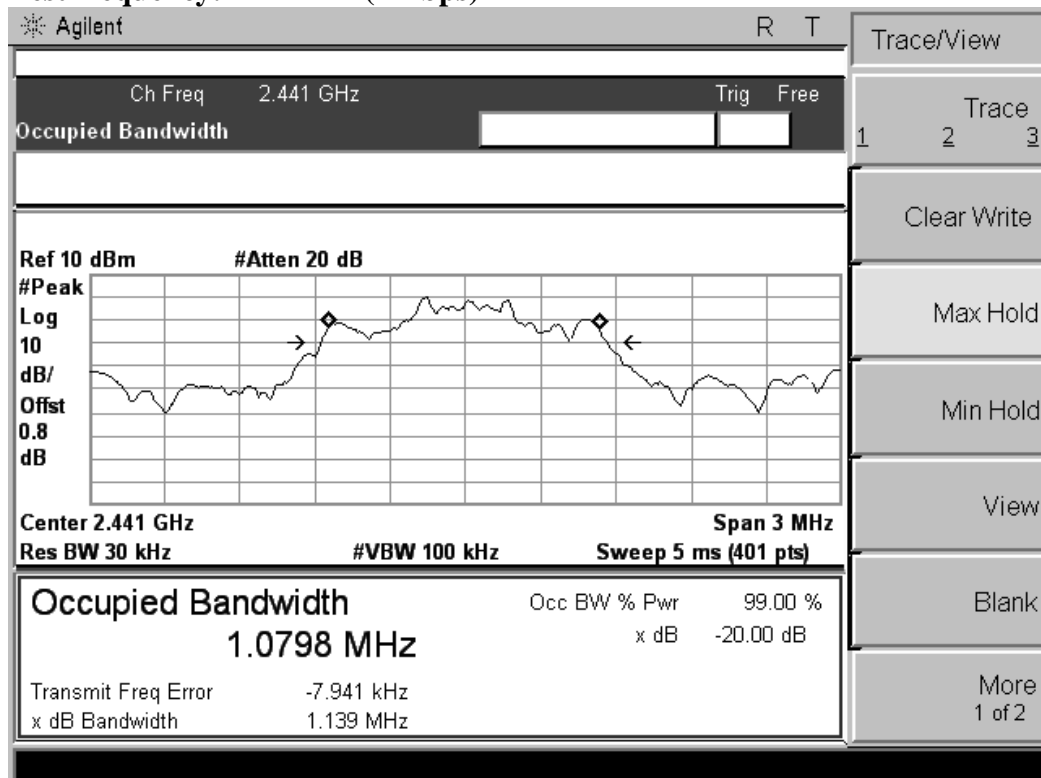 Agilent R T
Trace/View
Ch Freq 2.441 GHz Trig Free
Occupied Bandwidth
Trace
1 2 3
Clear Write
Max Hold
Min Hold
View
Blank
More
1 of 2
Ref 10 dBm #Atten 20 dB
#Peak
Log
10
dB/
Offst
0.8
dB
Center 2.441 GHz Span 3 MHz
Res BW 30 kHz #VBW 100 kHz Sweep 5 ms (401 pts)
Occupied Bandwidth Occ BW % Pwr 99.00 %
1.0798 MHz x dB -20.00 dB
Transmit Freq Error -7.941 kHz
x dB Bandwidth 1.139 MHz